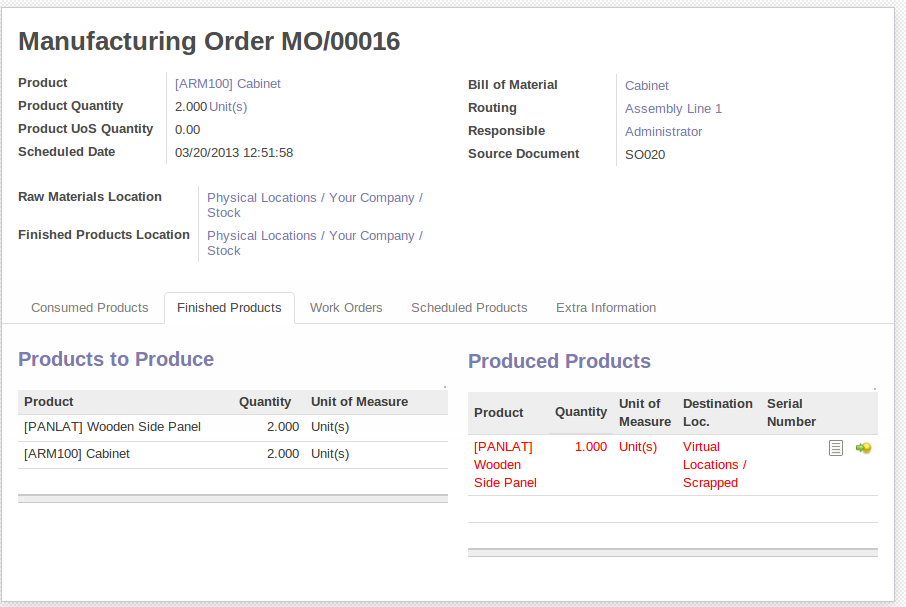 Manufacturing Order MO/00016
Product [ARM100] Cabinet
Product Quantity 2.000 Unit(s)
Product UoS Quantity 0.00
Scheduled Date 03/20/2013 12:51:58
Bill of Material Cabinet
Routing Assembly Line 1
Responsible Administrator
Source Document SO020
Raw Materials Location Physical Locations / Your Company /
Stock
Finished Products Location Physical Locations / Your Company /
Stock
Consumed Products Finished Products Work Orders Scheduled Products Extra Information
Products to Produce
Product Quantity Unit of Measure
[PANLAT] Wooden Side Panel 2.000 Unit(s)
[ARM100] Cabinet 2.000 Unit(s)
Produced Products
Product Quantity Unit of Destination Serial
Measure Loc. Number
[PANLAT] 1.000 Unit(s) Virtual
Wooden Locations /
Side Panel Scrapped